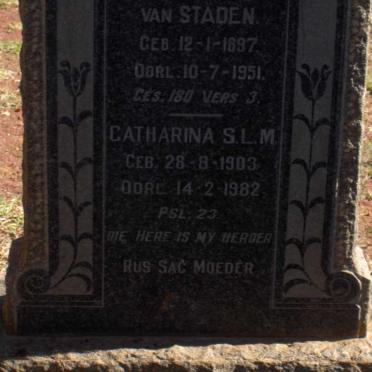 VAN STADEN.
GEB. 12-1-1897.
OORL. 10-7-1951.
GES. 180 VERS 3.
CATHARINA S.L.M.
GEB. 28-8-1903
OORL. 14-2-1982
PSL. 23.
DIE HERE IS MY HERDER
RUS SAG MOEDER